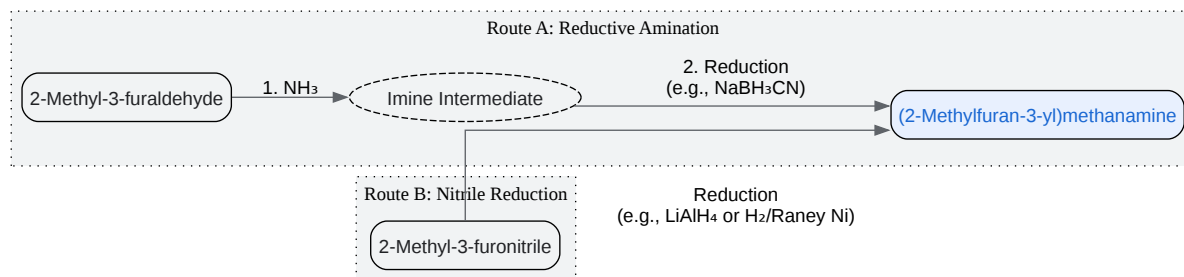 Route A: Reductive Amination
2-Methyl-3-furaldehyde
1. NH₃
Imine Intermediate
2. Reduction
(e.g., NaBH₃CN)
(2-Methylfuran-3-yl)methanamine
Route B: Nitrile Reduction
2-Methyl-3-furonitrile
Reduction
(e.g., LiAlH₄ or H₂/Raney Ni)